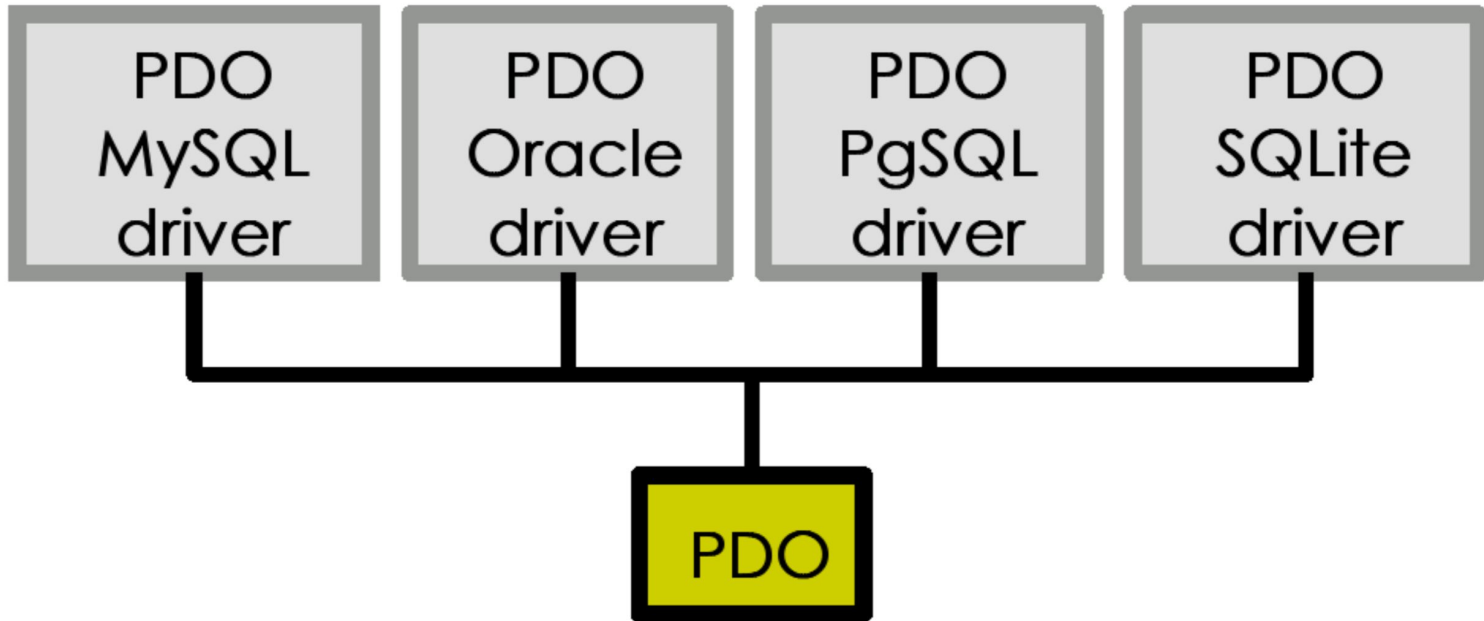 PDO
MySQL
driver
PDO
Oracle
driver
PDO
PgSQL
driver
PDO
SQLite
driver
PDO